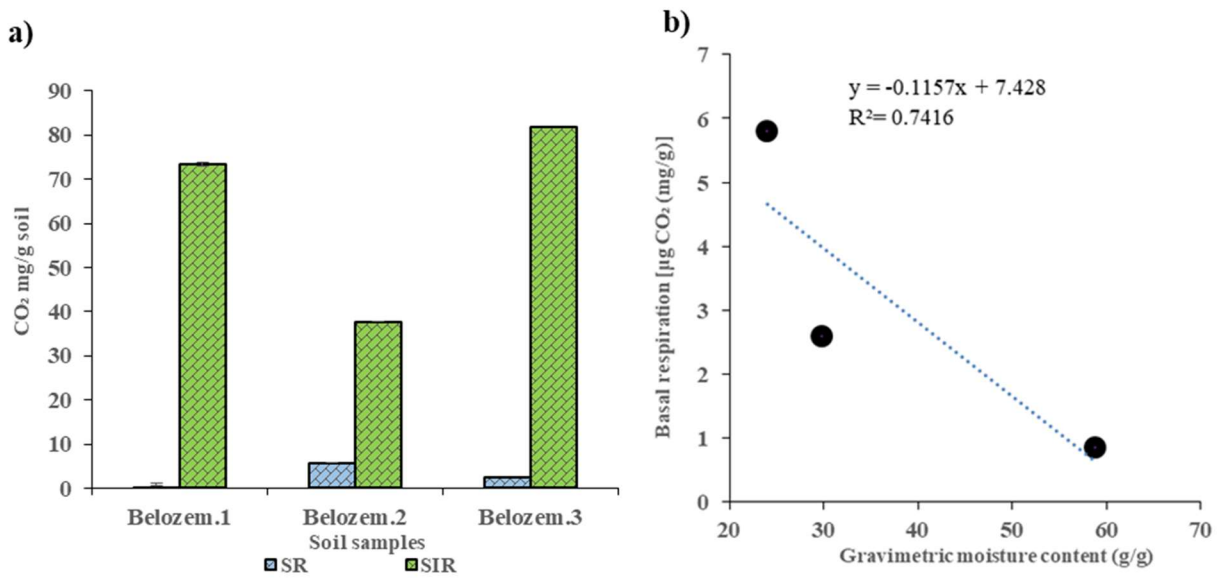 a)
CO₂ mg/g soil
90
80
70
60
50
40
30
20
10
0
Belozem.1 Belozem.2 Belozem.3
Soil samples
SR SIR
b)
Basal respiration [µg CO₂ (mg/g)]
7
6
5
4
3
2
1
0
y = -0.1157x + 7.428
R²= 0.7416
20 30 40 50 60 70
Gravimetric moisture content (g/g)